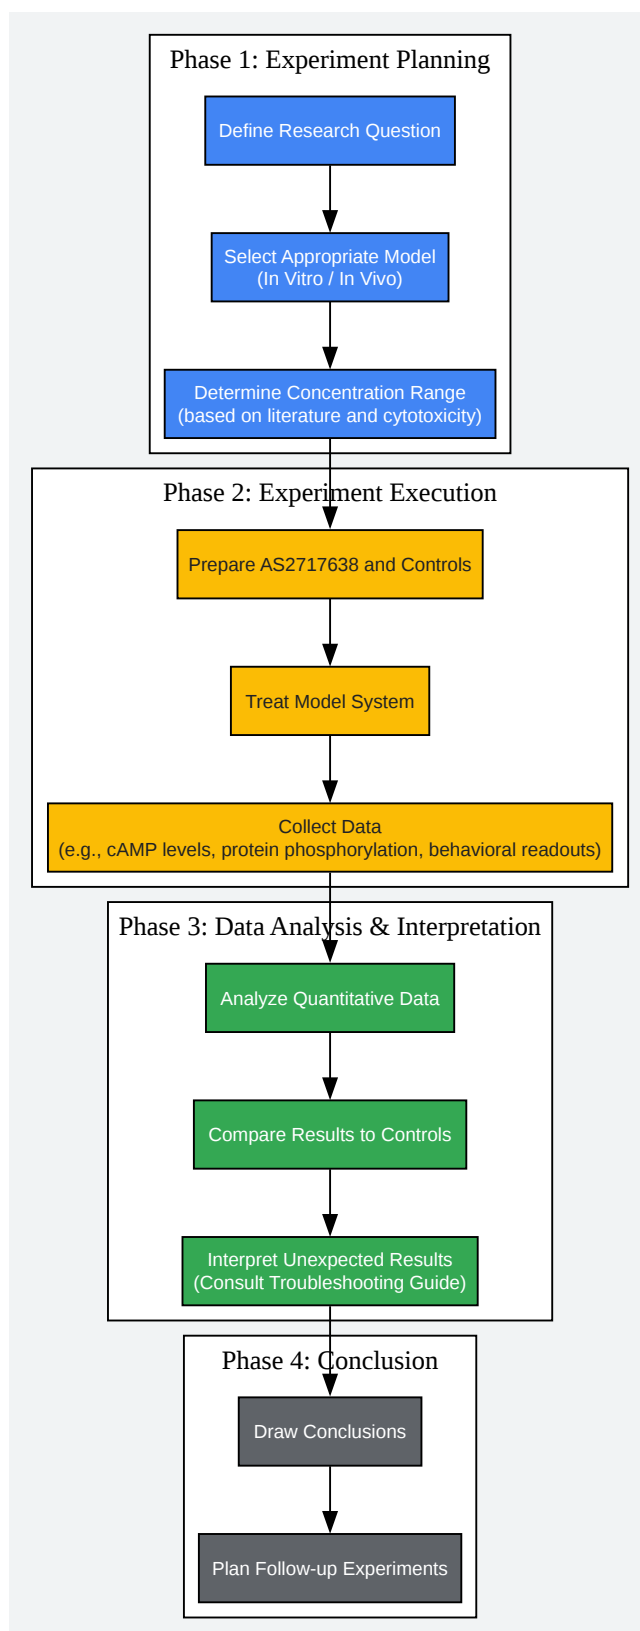 Phase 1: Experiment Planning
Define Research Question
Select Appropriate Model
(In Vitro / In Vivo)
Determine Concentration Range
(based on literature and cytotoxicity)
Phase 2: Experiment Execution
Prepare AS2717638 and Controls
Treat Model System
Collect Data
(e.g., cAMP levels, protein phosphorylation, behavioral readouts)
Phase 3: Data Analysis & Interpretation
Analyze Quantitative Data
Compare Results to Controls
Interpret Unexpected Results
(Consult Troubleshooting Guide)
Phase 4: Conclusion
Draw Conclusions
Plan Follow-up Experiments